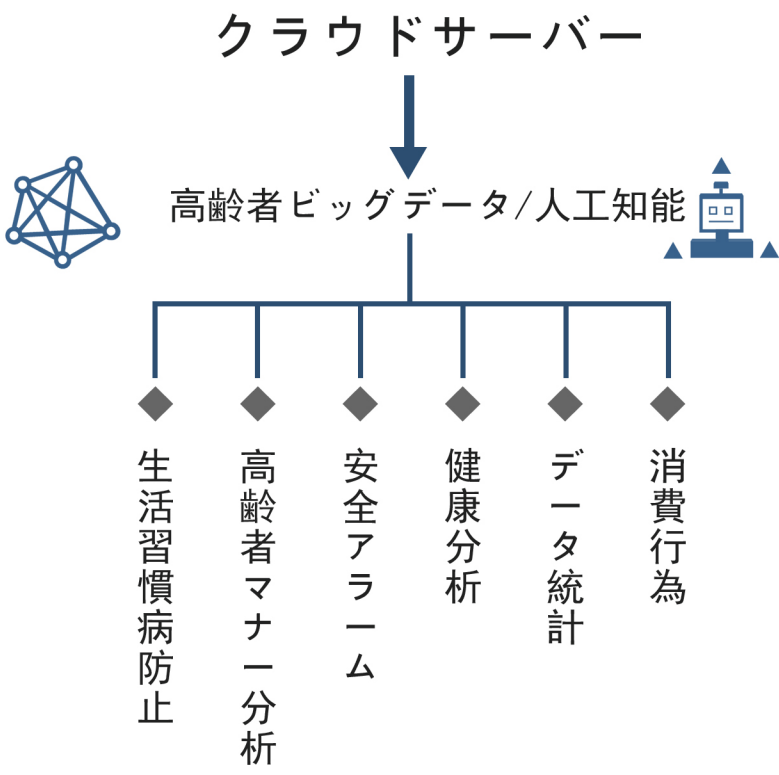 クラウドサーバー
高齢者ビッグデータ/人工知能
生活習慣病防止
高齢者マナー分析
安全アラーム
健康分析
データ統計
消費行為